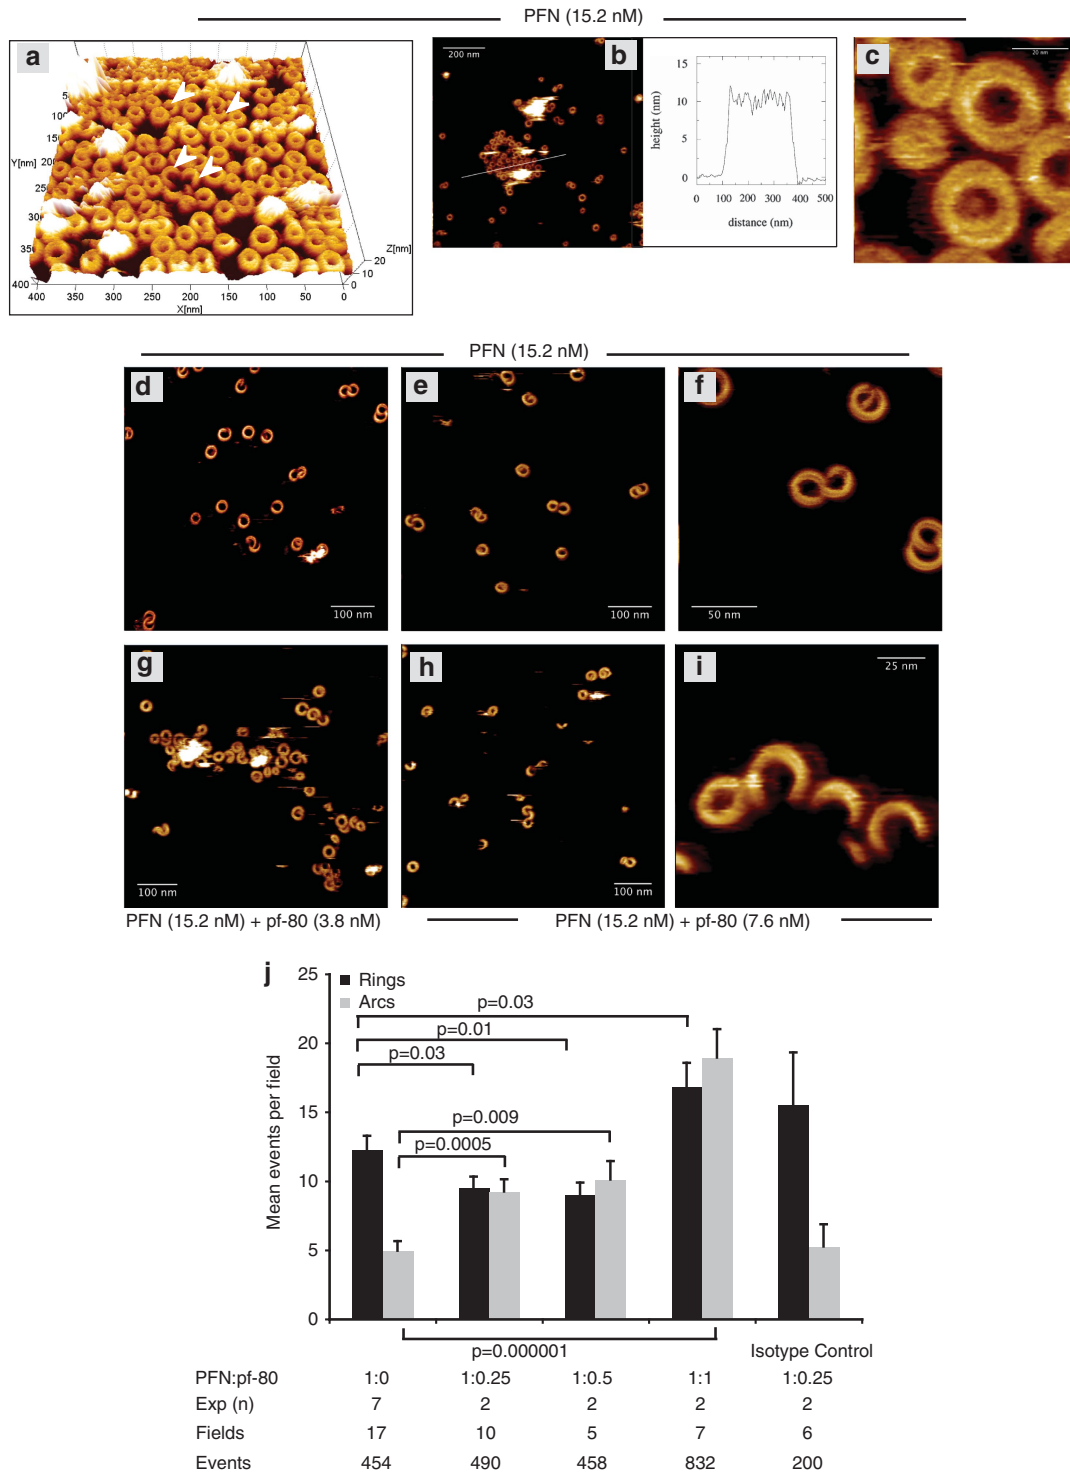 PFN (15.2 nM)
a
Y[nm]
X[nm]
Z[nm]
400 350 300 250 200 150 100 50 0
0 10 20
b
200 nm
height (nm)
15
10
5
0
0 100 200 300 400 500
distance (nm)
c
20 nm
PFN (15.2 nM)
d
100 nm
e
100 nm
f
50 nm
g
100 nm
h
100 nm
i
25 nm
PFN (15.2 nM) + pf-80 (3.8 nM)
PFN (15.2 nM) + pf-80 (7.6 nM)
j
Mean events per field
25
20
15
10
5
0
Rings
Arcs
p=0.03
p=0.01
p=0.03
p=0.009
p=0.0005
p=0.000001
Isotype Control
PFN:pf-80 1:0 1:0.25 1:0.5 1:1 1:0.25
Exp (n) 7 2 2 2 2
Fields 17 10 5 7 6
Events 454 490 458 832 200